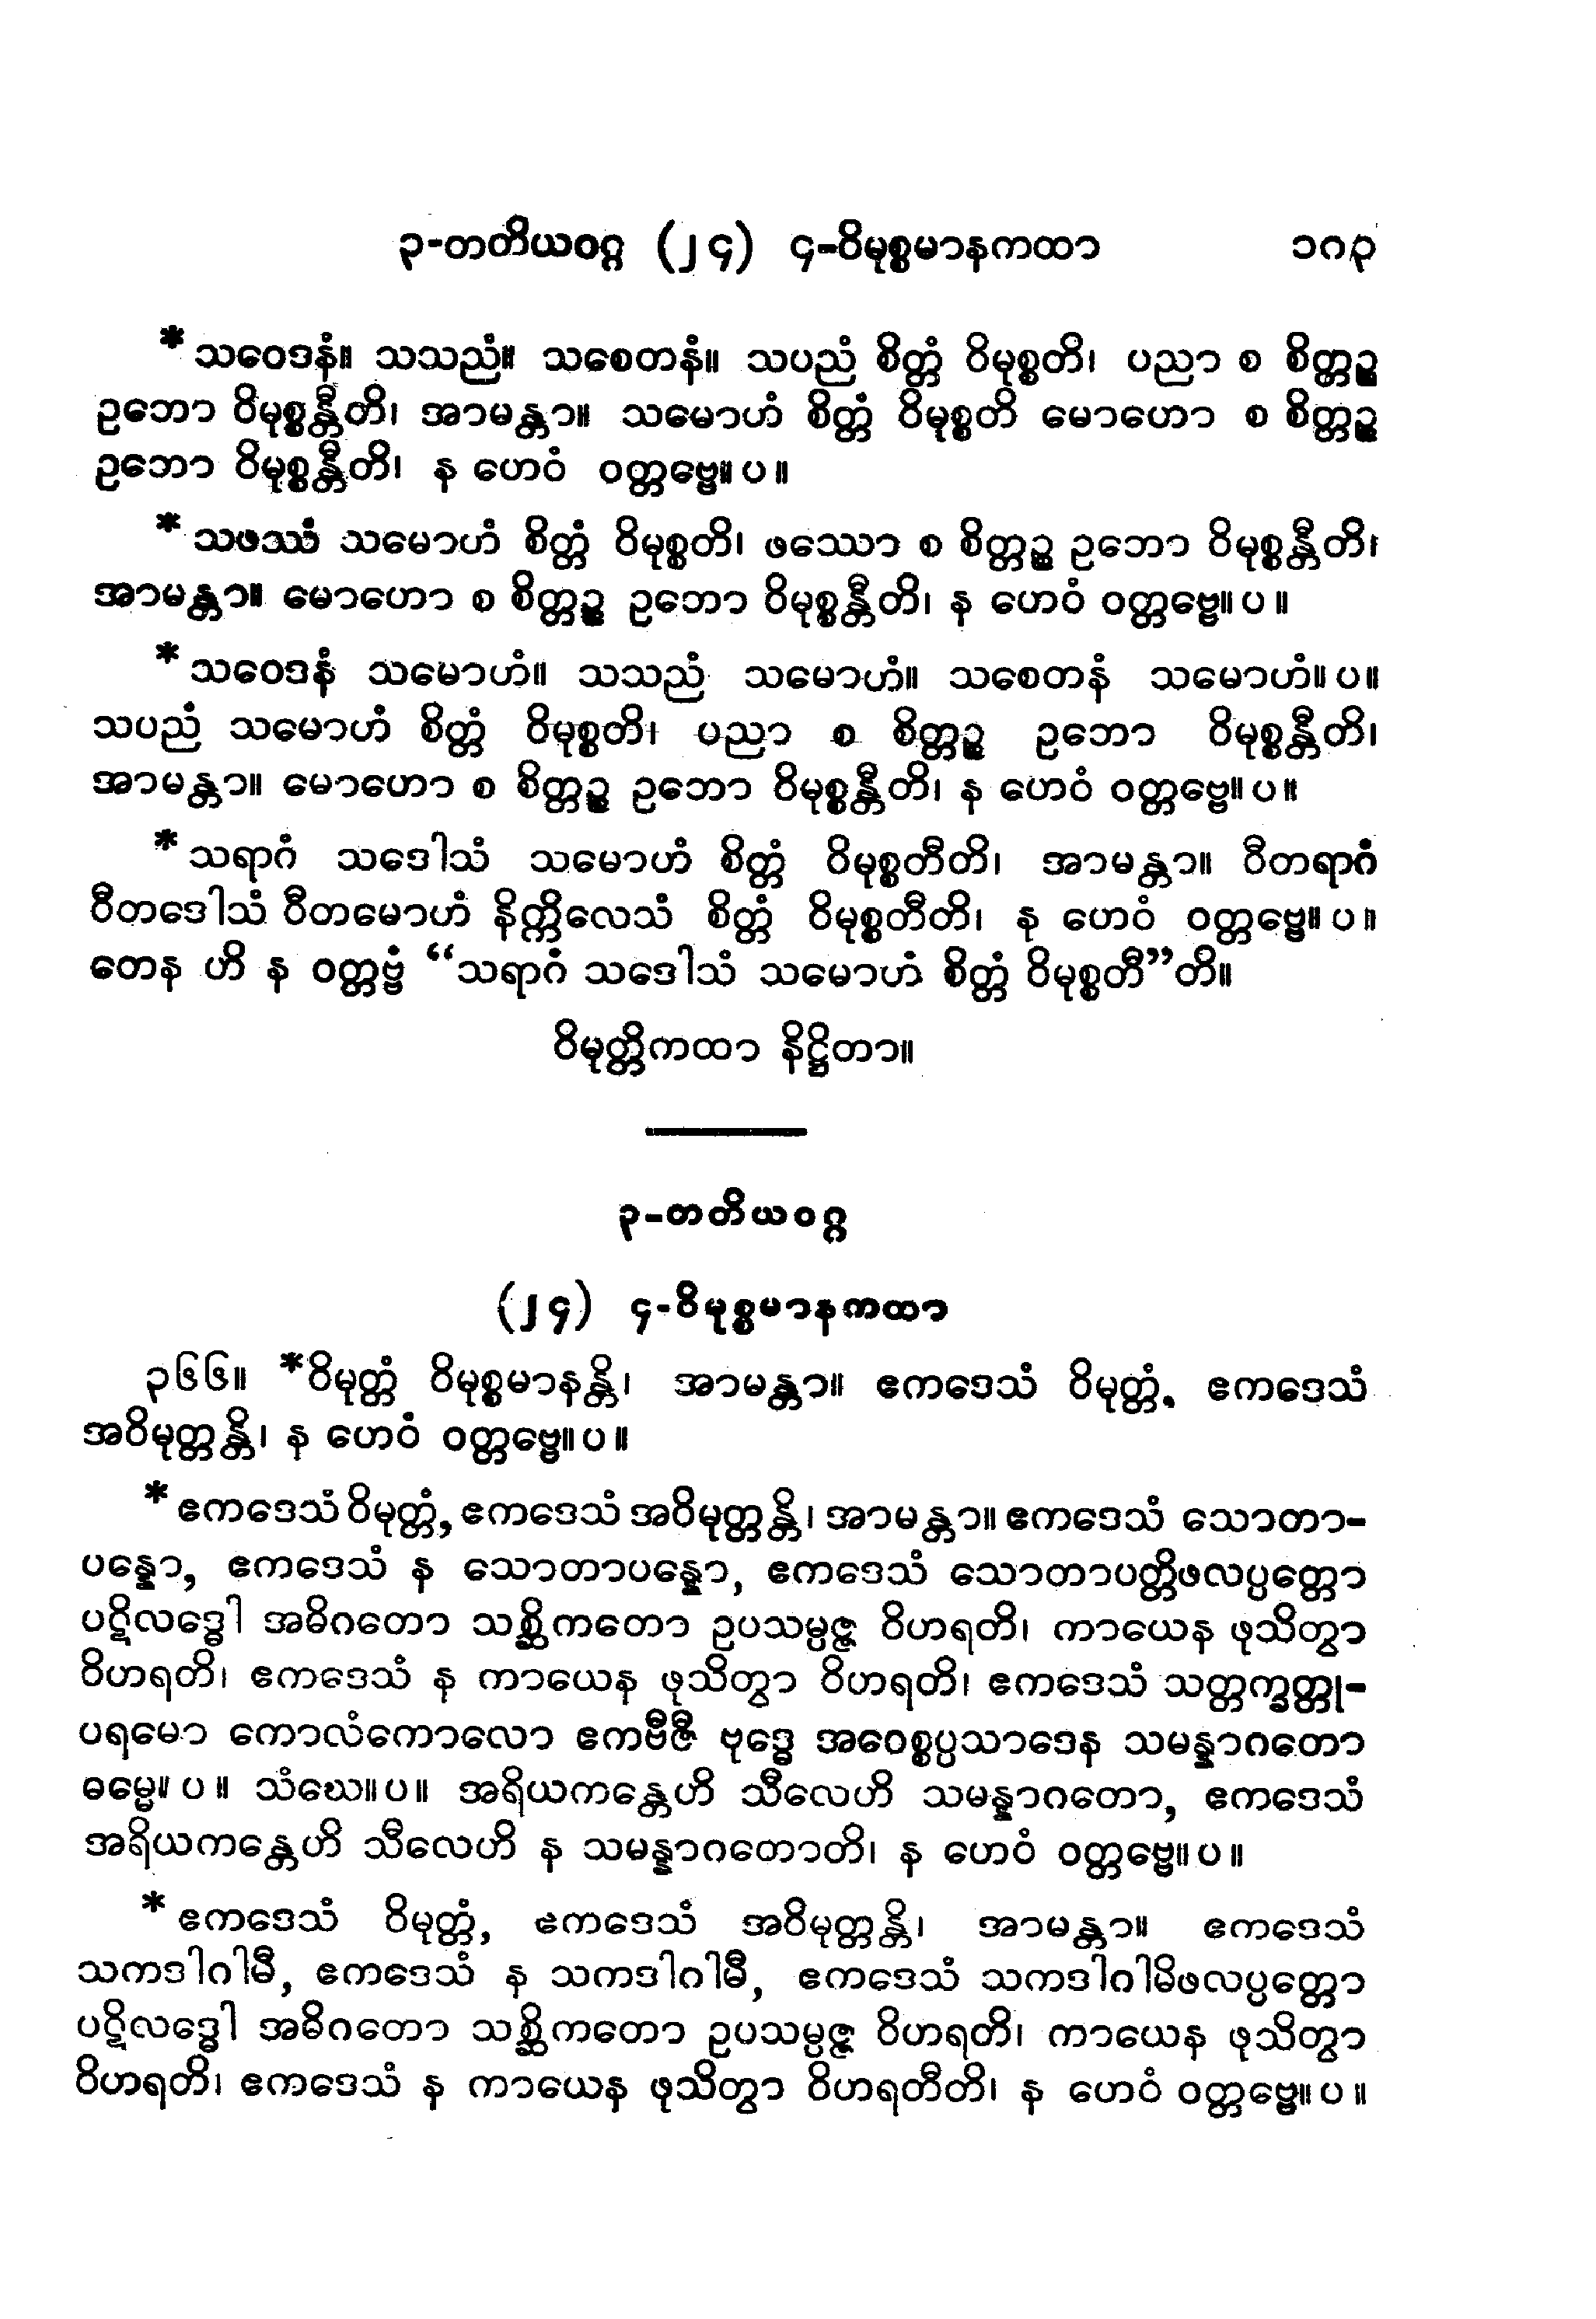 ၃-တတိယဝဂ္ဂ (၂၄) ၄-ဝိမုစ္စမာနကထာ ၁၈၃
*သဝေဒနံ။ သသညံ။ သစေတနံ။ သပညံ စိတ္တံ ဝိမုစ္စတိ၊ ပညာ စ စိတ္တဉ္စ
ဥဘော ဝိမုစ္စန္တီတိ၊ အာမန္တာ။ သမောဟံ စိတ္တံ ဝိမုစ္စတိ မောဟော စ စိတ္တဉ္စ
ဥဘော ဝိမုစ္စန္တီတိ၊ န ဟေဝံ ဝတ္တဗ္ဗေ။ပ။
*သဖဿံ သမောဟံ စိတ္တံ ဝိမုစ္စတိ၊ ဖဿော စ စိတ္တဉ္စ ဥဘော ဝိမုစ္စန္တီတိ၊
အာမန္တာ။ မောဟော စ စိတ္တဉ္စ ဥဘော ဝိမုစ္စန္တီတိ၊ န ဟေဝံ ဝတ္တဗ္ဗေ။ပ။
*သဝေဒနံ သမောဟံ။ သသညံ သမောဟံ။ သစေတနံ သမောဟံ။ပ။
သပညံ သမောဟံ စိတ္တံ ဝိမုစ္စတိ၊ ပညာ စ စိတ္တဉ္စ ဥဘော ဝိမုစ္စန္တီတိ၊
အာမန္တာ။ မောဟော စ စိတ္တဉ္စ ဥဘော ဝိမုစ္စန္တီတိ၊ န ဟေဝံ ဝတ္တဗ္ဗေ။ပ။
*သရာဂံ သဒေါသံ သမောဟံ စိတ္တံ ဝိမုစ္စတီတိ၊ အာမန္တာ။ ဝီတရာဂံ
ဝီတဒေါသံ ဝီတမောဟံ နိက္ကိလေသံ စိတ္တံ ဝိမုစ္စတီတိ၊ န ဟေဝံ ဝတ္တဗ္ဗေ။ပ။
တေန ဟိ န ဝတ္တဗ္ဗံ “သရာဂံ သဒေါသံ သမောဟံ စိတ္တံ ဝိမုစ္စတီ”တိ။
ဝိမုတ္တိကထာ နိဋ္ဌိတာ။
၃-တတိယဝဂ္ဂ
(၂၄) ၄-ဝိမုစ္စမာနကထာ
၃၆၆။ *ဝိမုတ္တံ ဝိမုစ္စမာနန္တိ၊ အာမန္တာ။ ဧကဒေသံ ဝိမုတ္တံ, ဧကဒေသံ
အဝိမုတ္တန္တိ၊ န ဟေဝံ ဝတ္တဗ္ဗေ။ပ။
*ဧကဒေသံ ဝိမုတ္တံ, ဧကဒေသံ အဝိမုတ္တန္တိ၊ အာမန္တာ။ ဧကဒေသံ သောတာ-
ပန္နော, ဧကဒေသံ န သောတာပန္နော, ဧကဒေသံ သောတာပတ္တိဖလပ္ပတ္တော
ပဋိလဒ္ဓေါ အဓိဂတော သစ္ဆိကတော ဥပသမ္ပဇ္ဇ ဝိဟရတိ၊ ကာယေန ဖုသိတွာ
ဝိဟရတိ၊ ဧကဒေသံ န ကာယေန ဖုသိတွာ ဝိဟရတိ၊ ဧကဒေသံ သတ္တက္ခတ္တု-
ပရမော ကောလံကောလော ဧကဗီဇီ ဗုဒ္ဓေ အဝေစ္စပ္ပသာဒေန သမန္နာဂတော
ဓမ္မေ။ပ။ သံဃေ။ပ။ အရိယကန္တေဟိ သီလေဟိ သမန္နာဂတော, ဧကဒေသံ
အရိယကန္တေဟိ သီလေဟိ န သမန္နာဂတောတိ၊ န ဟေဝံ ဝတ္တဗ္ဗေ။ပ။
*ဧကဒေသံ ဝိမုတ္တံ, ဧကဒေသံ အဝိမုတ္တန္တိ၊ အာမန္တာ။ ဧကဒေသံ
သကဒါဂါမီ, ဧကဒေသံ န သကဒါဂါမီ, ဧကဒေသံ သကဒါဂါမိဖလပ္ပတ္တော
ပဋိလဒ္ဓေါ အဓိဂတော သစ္ဆိကတော ဥပသမ္ပဇ္ဇ ဝိဟရတိ၊ ကာယေန ဖုသိတွာ
ဝိဟရတိ၊ ဧကဒေသံ န ကာယေန ဖုသိတွာ ဝိဟရတီတိ၊ န ဟေဝံ ဝတ္တဗ္ဗေ။ပ။